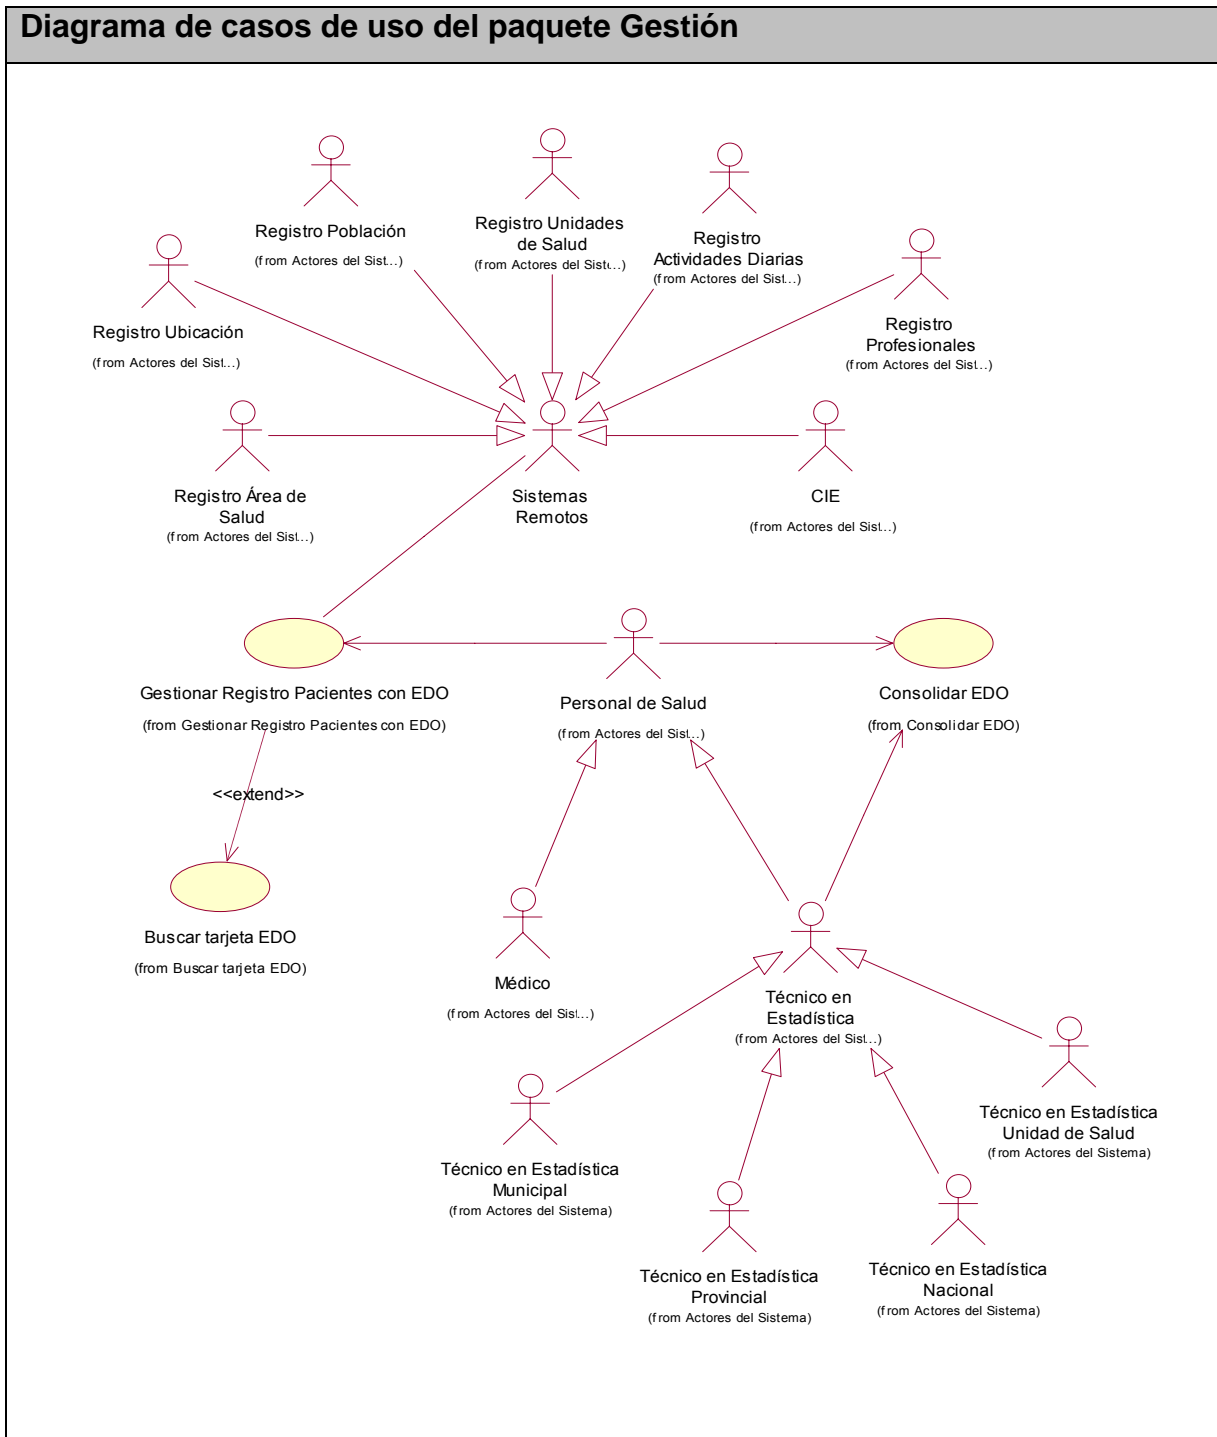 Diagrama de casos de uso del paquete Gestión
Registro Población
(from Actores del Sist...)
Registro Unidades
de Salud
(from Actores del Siste...)
Registro
Actividades Diarias
(from Actores del Sist...)
Registro Ubicación
(from Actores del Sist...)
Registro
Profesionales
(from Actores del Sist...)
Registro Área de
Salud
(from Actores del Sist...)
Sistemas
Remotos
CIE
(from Actores del Sist...)
Gestionar Registro Pacientes con EDO
(from Gestionar Registro Pacientes con EDO)
Personal de Salud
(from Actores del Sist...)
Consolidar EDO
(from Consolidar EDO)
<<extend>>
Buscar tarjeta EDO
(from Buscar tarjeta EDO)
Médico
(from Actores del Sist...)
Técnico en
Estadística
(from Actores del Sist...)
Técnico en Estadística
Unidad de Salud
(from Actores del Sistema)
Técnico en Estadística
Municipal
(from Actores del Sistema)
Técnico en Estadística
Provincial
(from Actores del Sistema)
Técnico en Estadística
Nacional
(from Actores del Sistema)